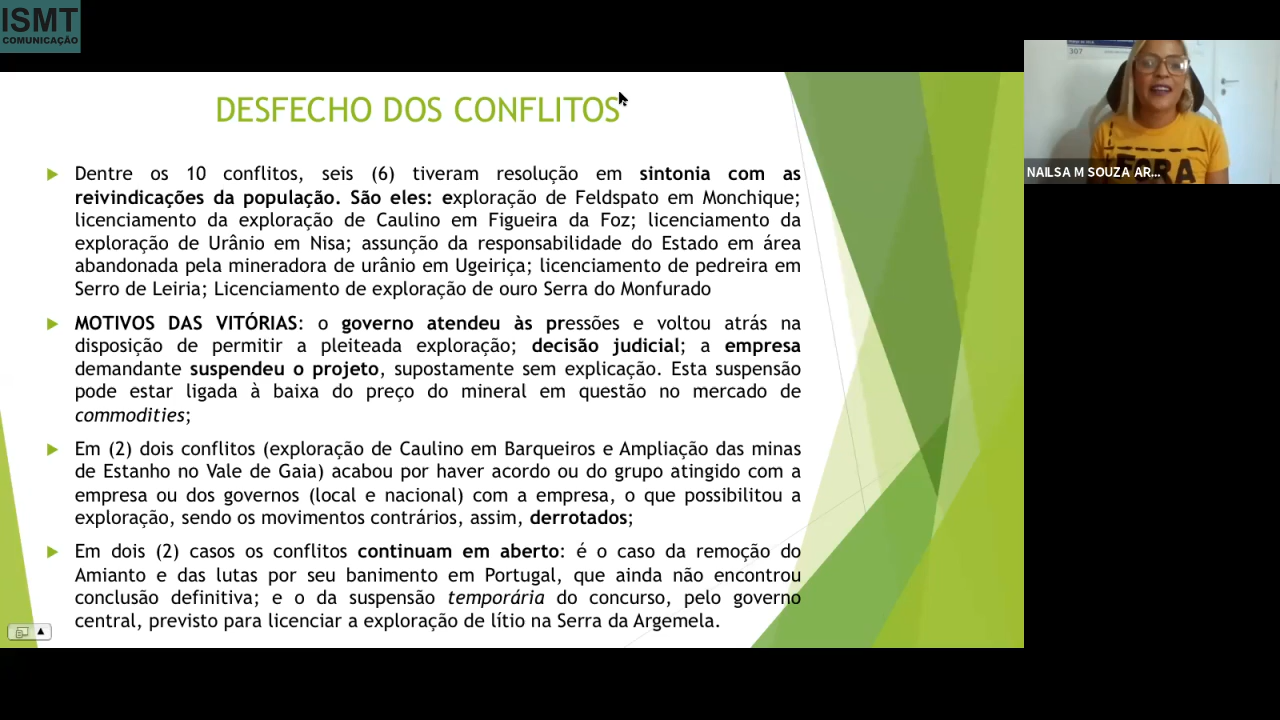 ISMT
COMUNICAÇÃO
307
DESFECHO DOS CONFLITOS
Dentre os 10 conflitos, seis (6) tiveram resolução em sintonia com as
reivindicações da população. São eles: exploração de Feldspato em Monchique;
licenciamento da exploração de Caulino em Figueira da Foz; licenciamento da
exploração de Urânio em Nisa; assunção da responsabilidade do Estado em área
abandonada pela mineradora de urânio em Ugeiriça; licenciamento de pedreira em
Serro de Leiria; Licenciamento de exploração de ouro Serra do Monfurado
MOTIVOS DAS VITÓRIAS: o governo atendeu às pressões e voltou atrás na
disposição de permitir a pleiteada exploração; decisão judicial; a empresa
demandante suspendeu o projeto, supostamente sem explicação. Esta suspensão
pode estar ligada à baixa do preço do mineral em questão no mercado de
commodities;
Em (2) dois conflitos (exploração de Caulino em Barqueiros e Ampliação das minas
de Estanho no Vale de Gaia) acabou por haver acordo ou do grupo atingido com a
empresa ou dos governos (local e nacional) com a empresa, o que possibilitou a
exploração, sendo os movimentos contrários, assim, derrotados;
Em dois (2) casos os conflitos continuam em aberto: é o caso da remoção do
Amianto e das lutas por seu banimento em Portugal, que ainda não encontrou
conclusão definitiva; e o da suspensão temporária do concurso, pelo governo
central, previsto para licenciar a exploração de lítio na Serra da Argemela.
FORA
NAILSA M SOUZA AR...